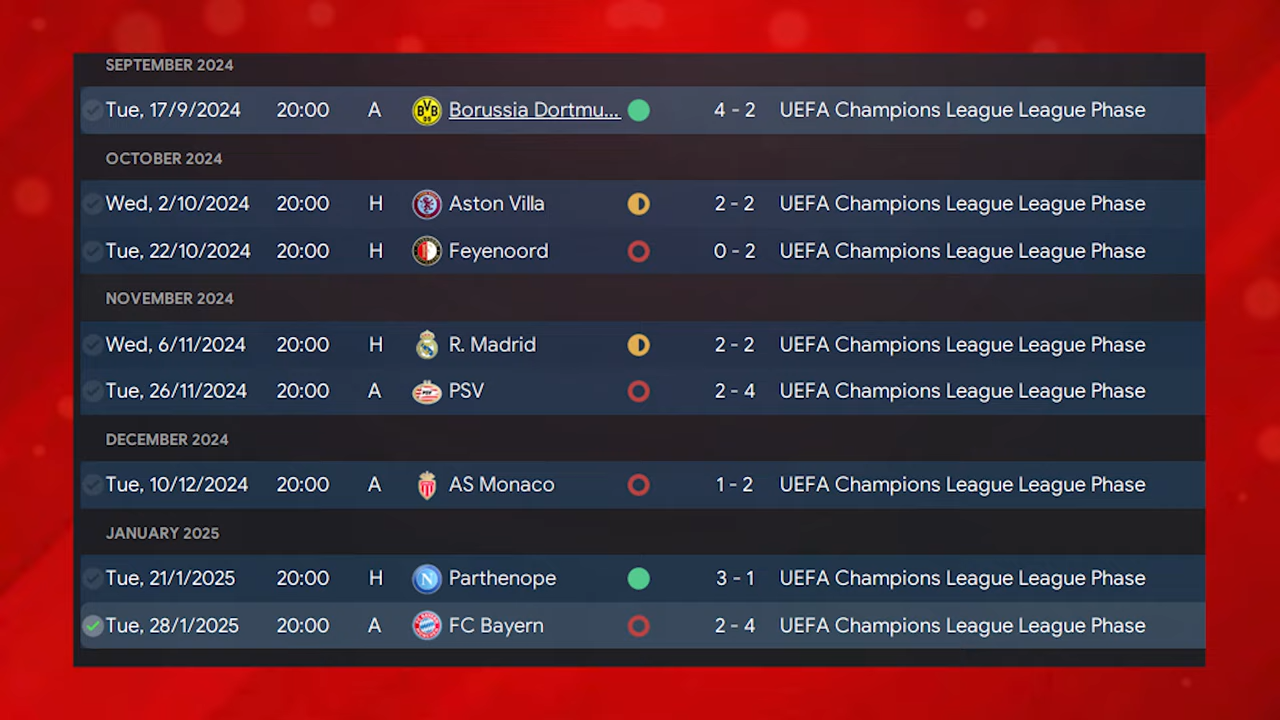 SEPTEMBER 2024
Tue, 17/9/2024 20:00 A BVB 09 Borussia Dortmu... 4 - 2 UEFA Champions League League Phase
OCTOBER 2024
Wed, 2/10/2024 20:00 H Aston Villa 2 - 2 UEFA Champions League League Phase
Tue, 22/10/2024 20:00 H Feyenoord 0 - 2 UEFA Champions League League Phase
NOVEMBER 2024
Wed, 6/11/2024 20:00 H R. Madrid 2 - 2 UEFA Champions League League Phase
Tue, 26/11/2024 20:00 A PSV PSV 2 - 4 UEFA Champions League League Phase
DECEMBER 2024
Tue, 10/12/2024 20:00 A AS Monaco 1 - 2 UEFA Champions League League Phase
JANUARY 2025
Tue, 21/1/2025 20:00 H N Parthenope 3 - 1 UEFA Champions League League Phase
Tue, 28/1/2025 20:00 A FC Bayern 2 - 4 UEFA Champions League League Phase